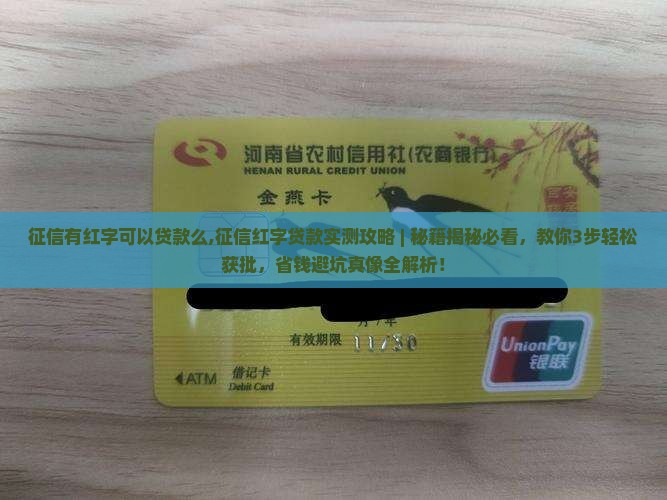 河南省农村信用社(农商银行)
HENAN RURAL CREDIT UNION
金燕卡
征信有红字可以贷款么,征信红字贷款实测攻略 | 秘籍揭秘必看，教你3步轻松
获批，省钱避坑真像全解析！
月/年
有效期限 11/30
UnionPay
银联
ATM 借记卡
Debit Card